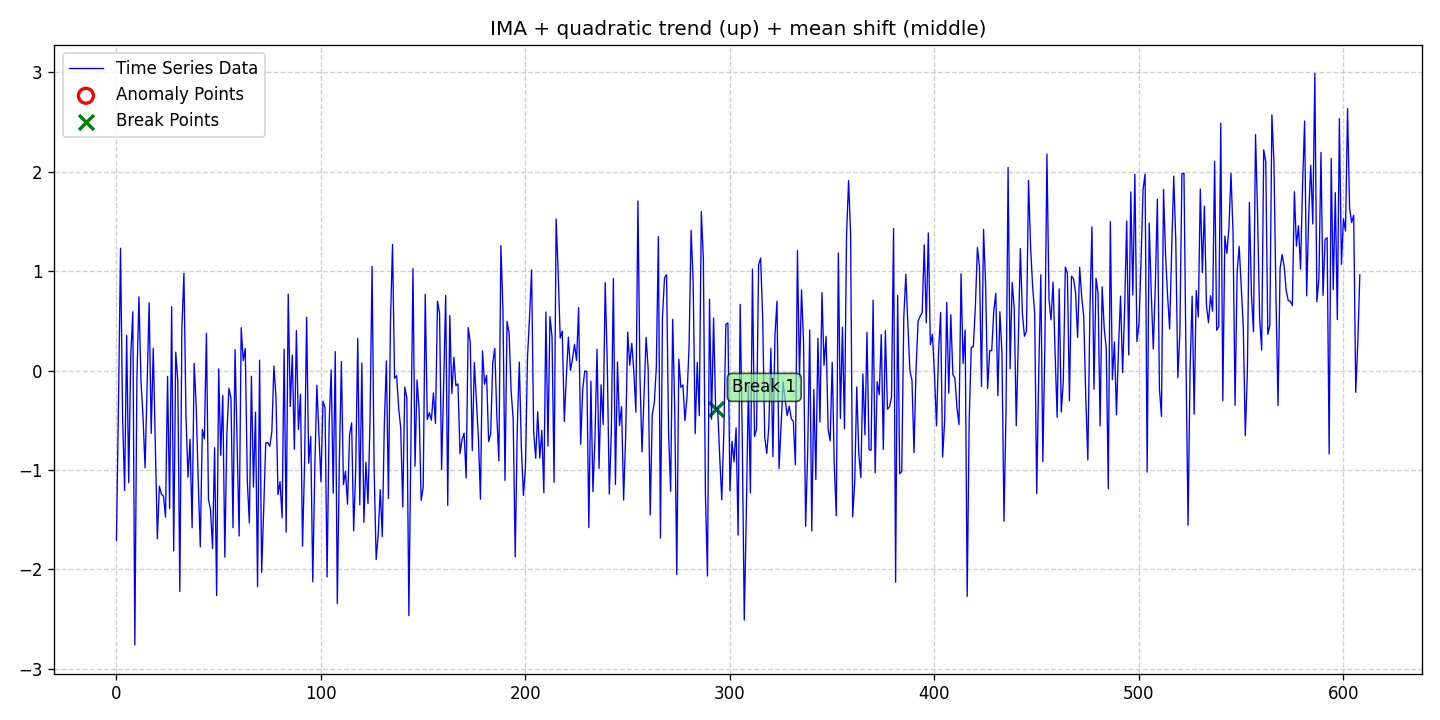 IMA + quadratic trend (up) + mean shift (middle)
Time Series Data
Anomaly Points
Break Points
3
2
1
0
−1
−2
−3
Break 1
0 100 200 300 400 500 600